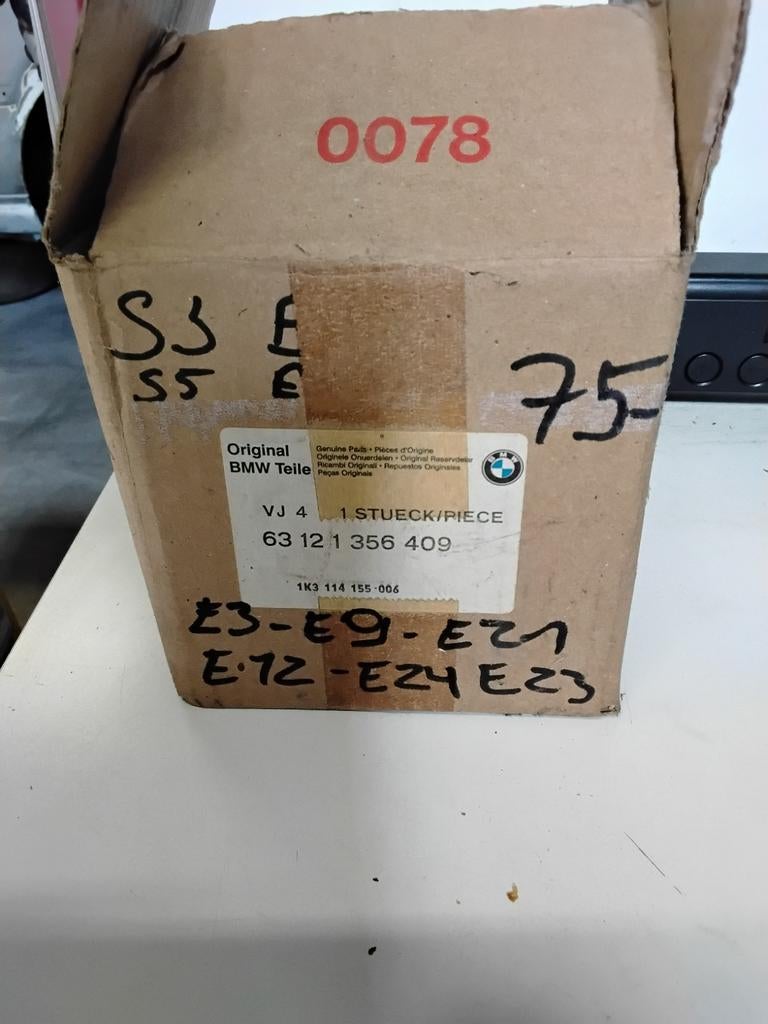 0078
S3 E
S5 E
75-
Original
BMW Teile
Genuine Parts • Pièces d'Origine
Originele Onderdelen • Original Reservdelar
Ricambi Originali • Repuestos Originales
Peças Originais
BMW
VJ 4 1 STUECK/PIECE
63 12 1 356 409
1K3 114 155-006
E3-E9-E21
E·12-E24 E23